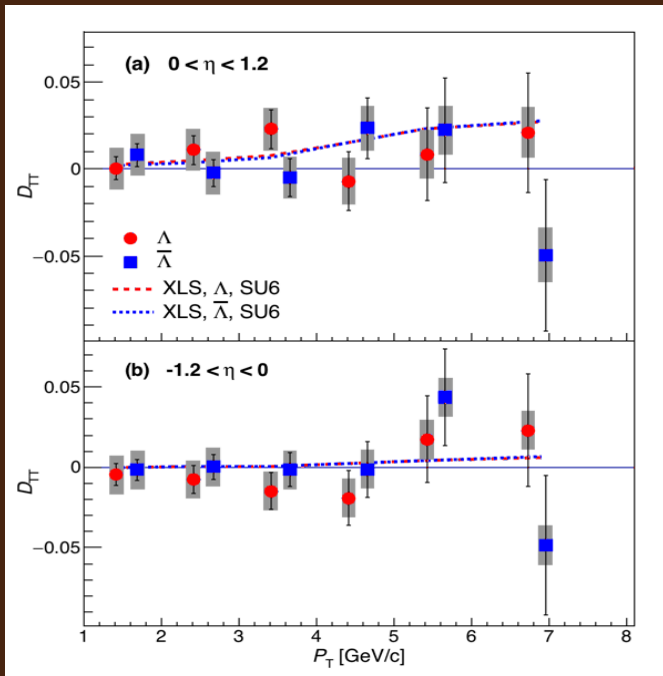 (a) 0 < η < 1.2
0.05
0
−0.05
D_TT
Λ
Λ̅
XLS, Λ, SU6
XLS, Λ̅, SU6
(b) -1.2 < η < 0
0.05
0
−0.05
D_TT
1 2 3 4 5 6 7 8
P_T [GeV/c]